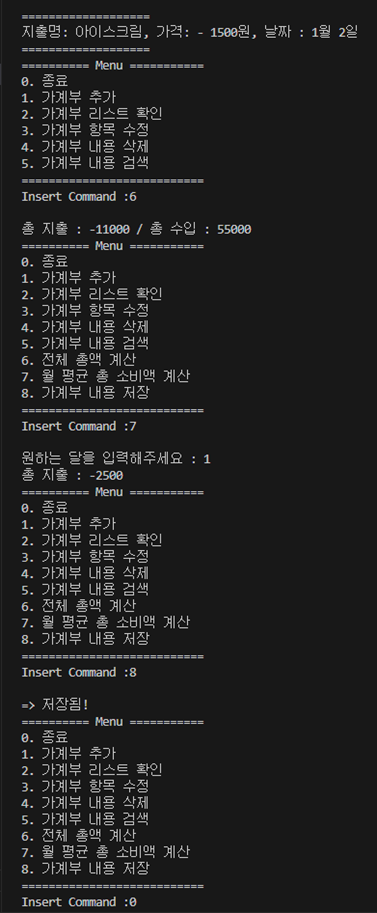 ===================
지출명: 아이스크림, 가격: - 1500원, 날짜 : 1월 2일
===================
========== Menu ===========
0. 종료
1. 가계부 추가
2. 가계부 리스트 확인
3. 가계부 항목 수정
4. 가계부 내용 삭제
5. 가계부 내용 검색
===========================
Insert Command :6
총 지출 : -11000 / 총 수입 : 55000
========== Menu ===========
0. 종료
1. 가계부 추가
2. 가계부 리스트 확인
3. 가계부 항목 수정
4. 가계부 내용 삭제
5. 가계부 내용 검색
6. 전체 총액 계산
7. 월 평균 총 소비액 계산
8. 가계부 내용 저장
===========================
Insert Command :7
원하는 달을 입력해주세요 : 1
총 지출 : -2500
========== Menu ===========
0. 종료
1. 가계부 추가
2. 가계부 리스트 확인
3. 가계부 항목 수정
4. 가계부 내용 삭제
5. 가계부 내용 검색
6. 전체 총액 계산
7. 월 평균 총 소비액 계산
8. 가계부 내용 저장
===========================
Insert Command :8
=> 저장됨!
========== Menu ===========
0. 종료
1. 가계부 추가
2. 가계부 리스트 확인
3. 가계부 항목 수정
4. 가계부 내용 삭제
5. 가계부 내용 검색
6. 전체 총액 계산
7. 월 평균 총 소비액 계산
8. 가계부 내용 저장
===========================
Insert Command :0